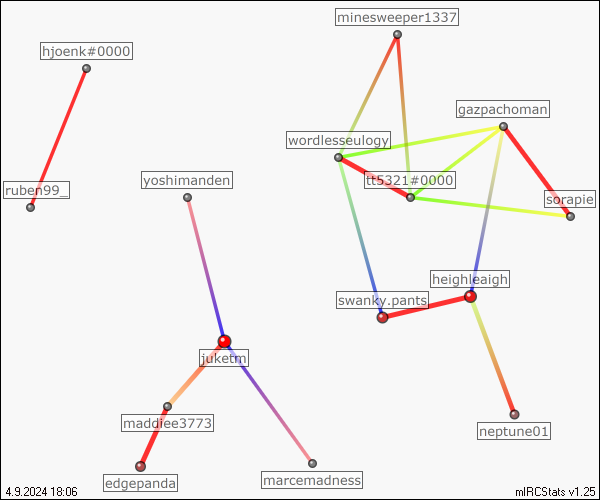 minesweeper1337
hjoenk#0000
gazpachoman
wordlesseulogy
yoshimanden
tt5321#0000
ruben99_
sorapie
heighleaigh
swanky.pants
juketm
maddiee3773
neptune01
edgepanda
marcemadness
4.9.2024 18:06
mIRCStats v1.25